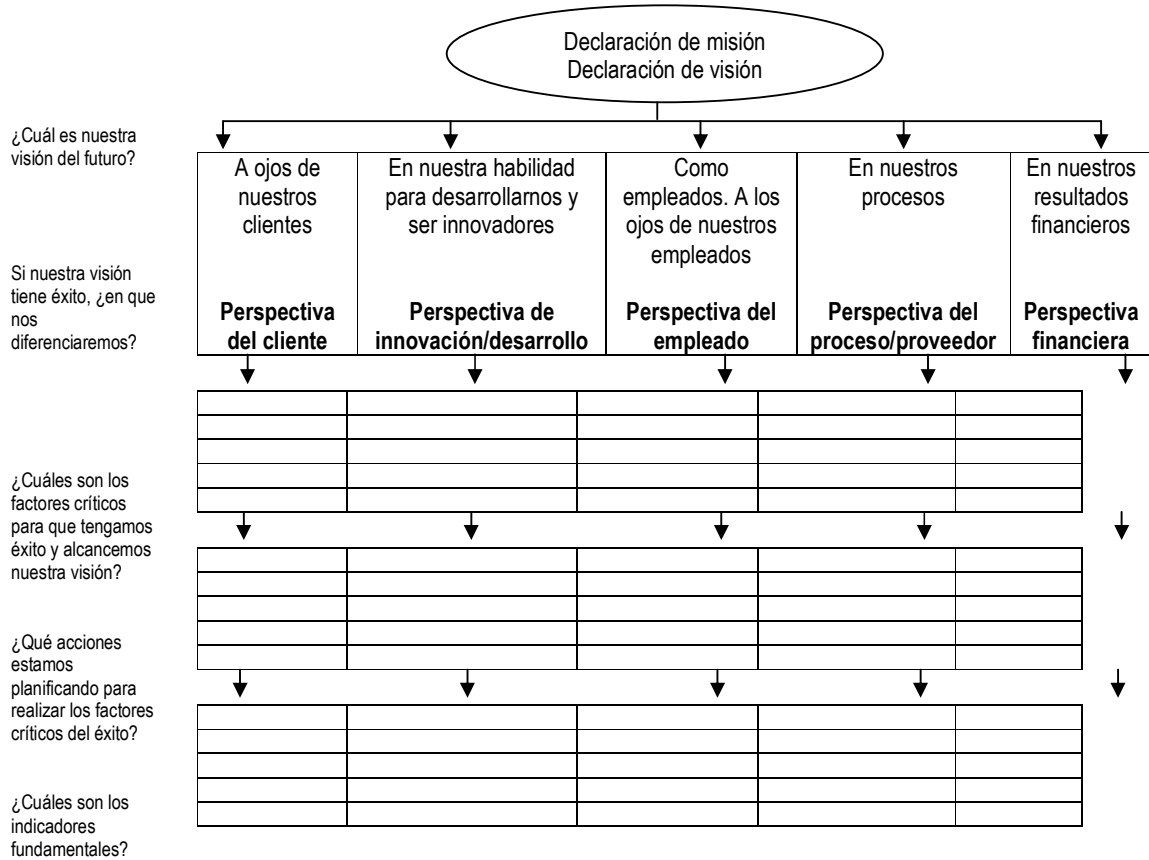 Declaración de misión
Declaración de visión
¿Cuál es nuestra
visión del futuro?
A ojos de
nuestros
clientes
En nuestra habilidad
para desarrollarnos y
ser innovadores
Como
empleados. A los
ojos de nuestros
empleados
En nuestros
procesos
En nuestros
resultados
financieros
Si nuestra visión
tiene éxito, ¿en que
nos
diferenciaremos?
Perspectiva
del cliente
Perspectiva de
innovación/desarrollo
Perspectiva del
empleado
Perspectiva del
proceso/proveedor
Perspectiva
financiera
¿Cuáles son los
factores críticos
para que tengamos
éxito y alcancemos
nuestra visión?
¿Qué acciones
estamos
planificando para
realizar los factores
críticos del éxito?
¿Cuáles son los
indicadores
fundamentales?